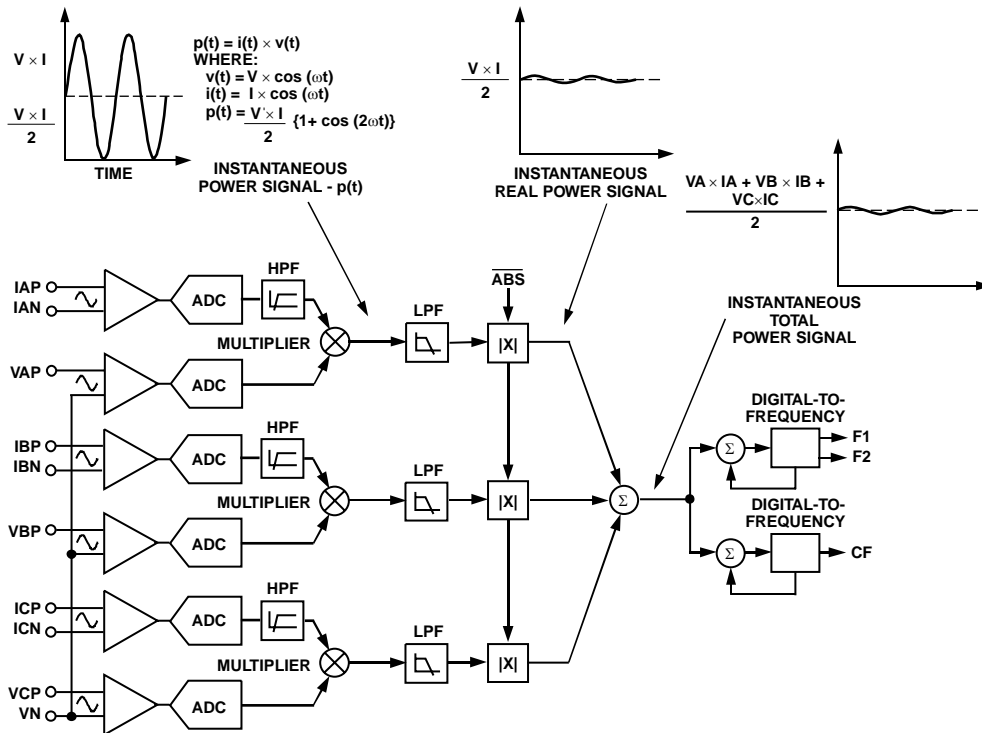 V × I
V × I
2
TIME
p(t) = i(t) × v(t)
WHERE:
v(t) = V × cos (ωt)
i(t) = I × cos (ωt)
p(t) = V × I
2
{1+ cos (2ωt)}
INSTANTANEOUS
POWER SIGNAL - p(t)
V × I
2
INSTANTANEOUS
REAL POWER SIGNAL
VA × IA + VB × IB +
VC×IC
2
INSTANTANEOUS
TOTAL
POWER SIGNAL
IAP
IAN
ADC
HPF
MULTIPLIER
LPF
ABS
|X|
VAP
ADC
IBP
IBN
ADC
HPF
MULTIPLIER
LPF
|X|
VBP
ADC
ICP
ICN
ADC
HPF
MULTIPLIER
LPF
|X|
VCP
VN
ADC
Σ
DIGITAL-TO-
FREQUENCY
Σ
F1
F2
DIGITAL-TO-
FREQUENCY
Σ
CF